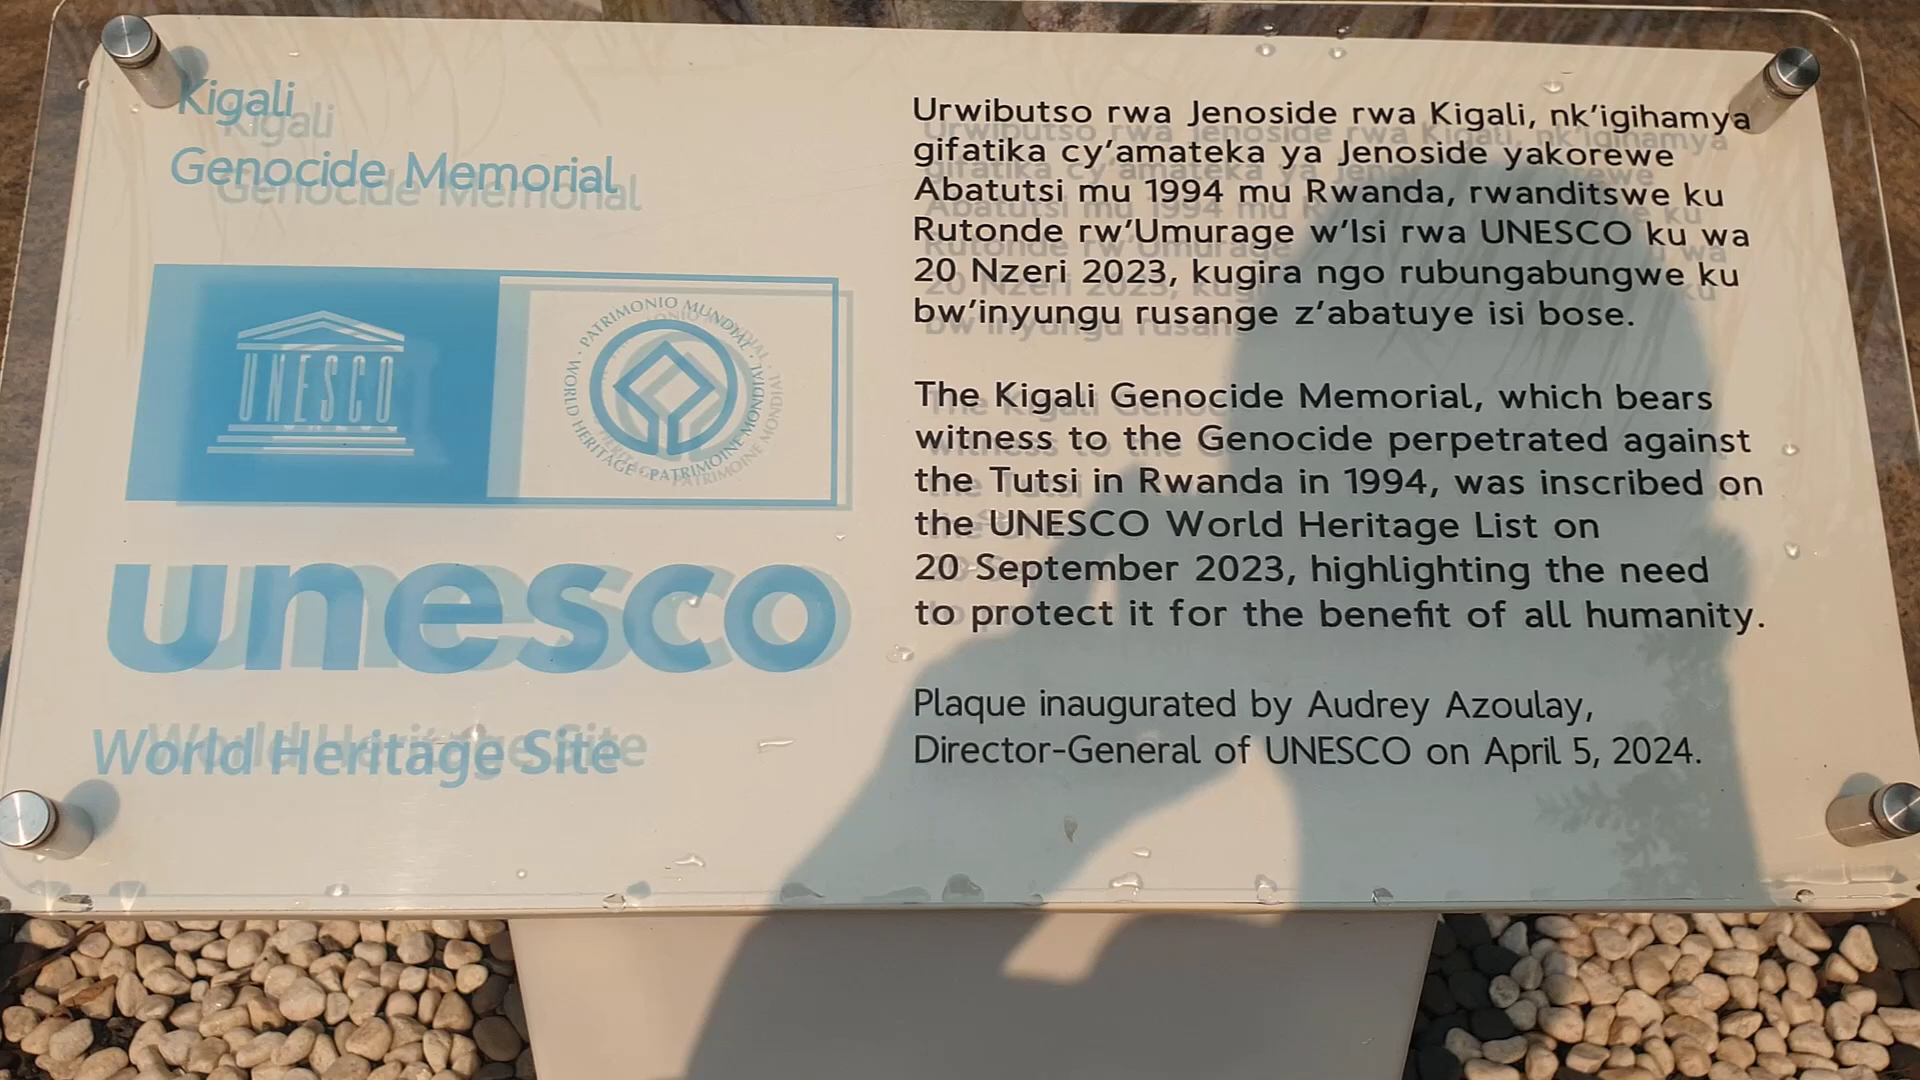 Kigali
Genocide Memorial
UNESCO
WORLD HERITAGE · PATRIMOINE MONDIAL · PATRIMONIO MUNDIAL ·
unesco
World Heritage Site
Urwibutso rwa Jenoside rwa Kigali, nk’igihamya
gifatika cy’amateka ya Jenoside yakorewe
Abatutsi mu 1994 mu Rwanda, rwanditswe ku
Rutonde rw’Umurage w’Isi rwa UNESCO ku wa
20 Nzeri 2023, kugira ngo rubungabungwe ku
bw’inyungu rusange z’abatuye isi bose.
The Kigali Genocide Memorial, which bears
witness to the Genocide perpetrated against
the Tutsi in Rwanda in 1994, was inscribed on
the UNESCO World Heritage List on
20 September 2023, highlighting the need
to protect it for the benefit of all humanity.
Plaque inaugurated by Audrey Azoulay,
Director-General of UNESCO on April 5, 2024.